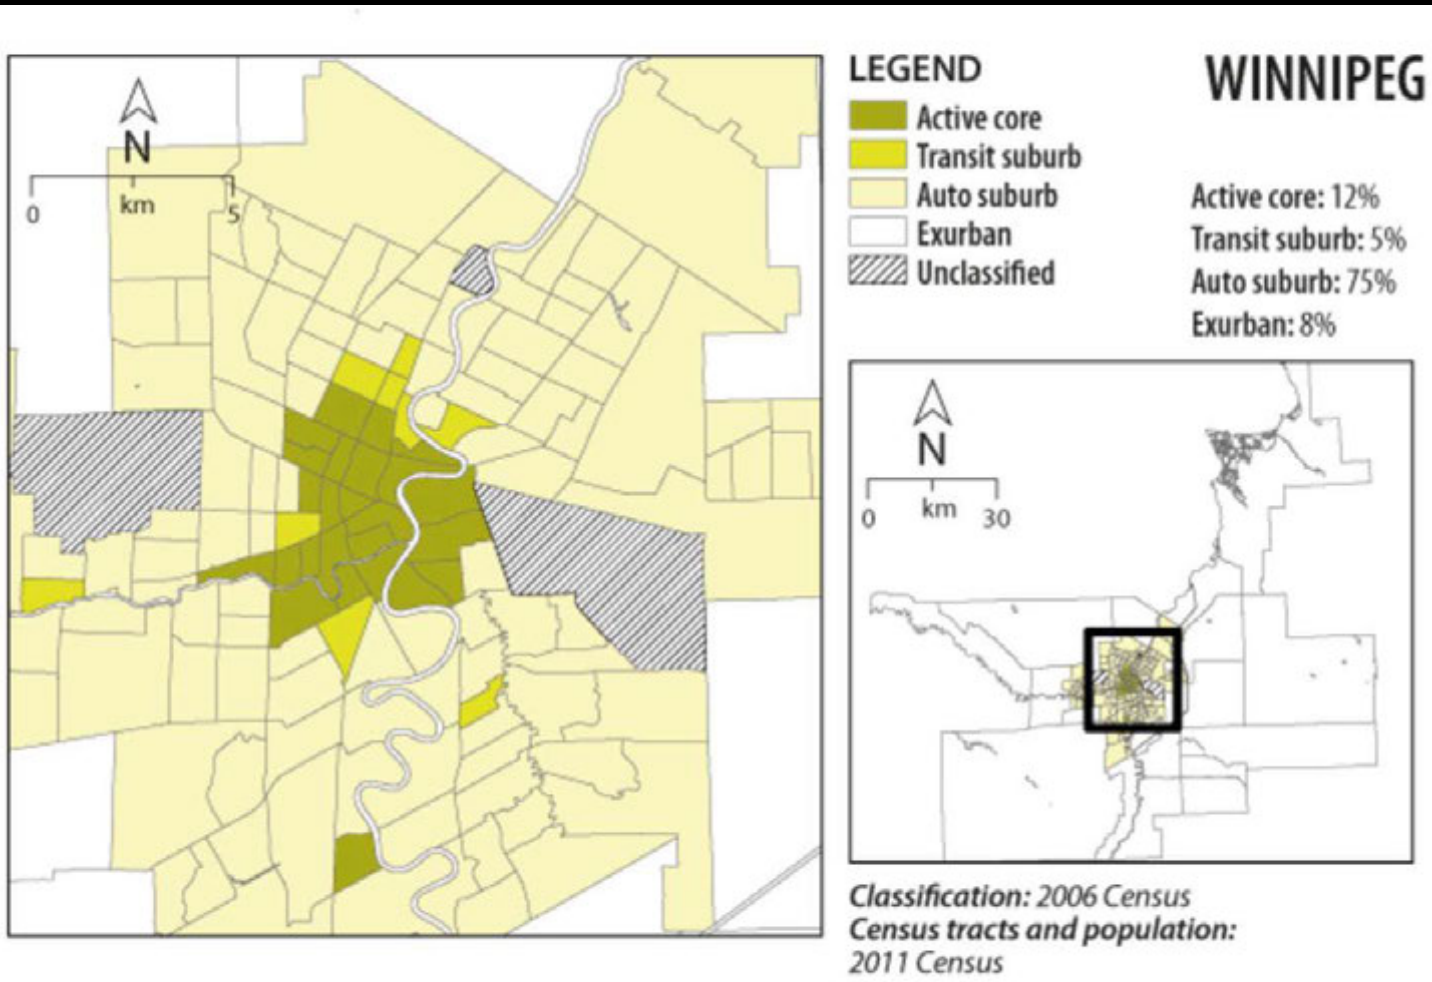 N
0 km 5
LEGEND
Active core
Transit suburb
Auto suburb
Exurban
Unclassified
WINNIPEG
Active core: 12%
Transit suburb: 5%
Auto suburb: 75%
Exurban: 8%
N
0 km 30
Classification: 2006 Census
Census tracts and population:
2011 Census